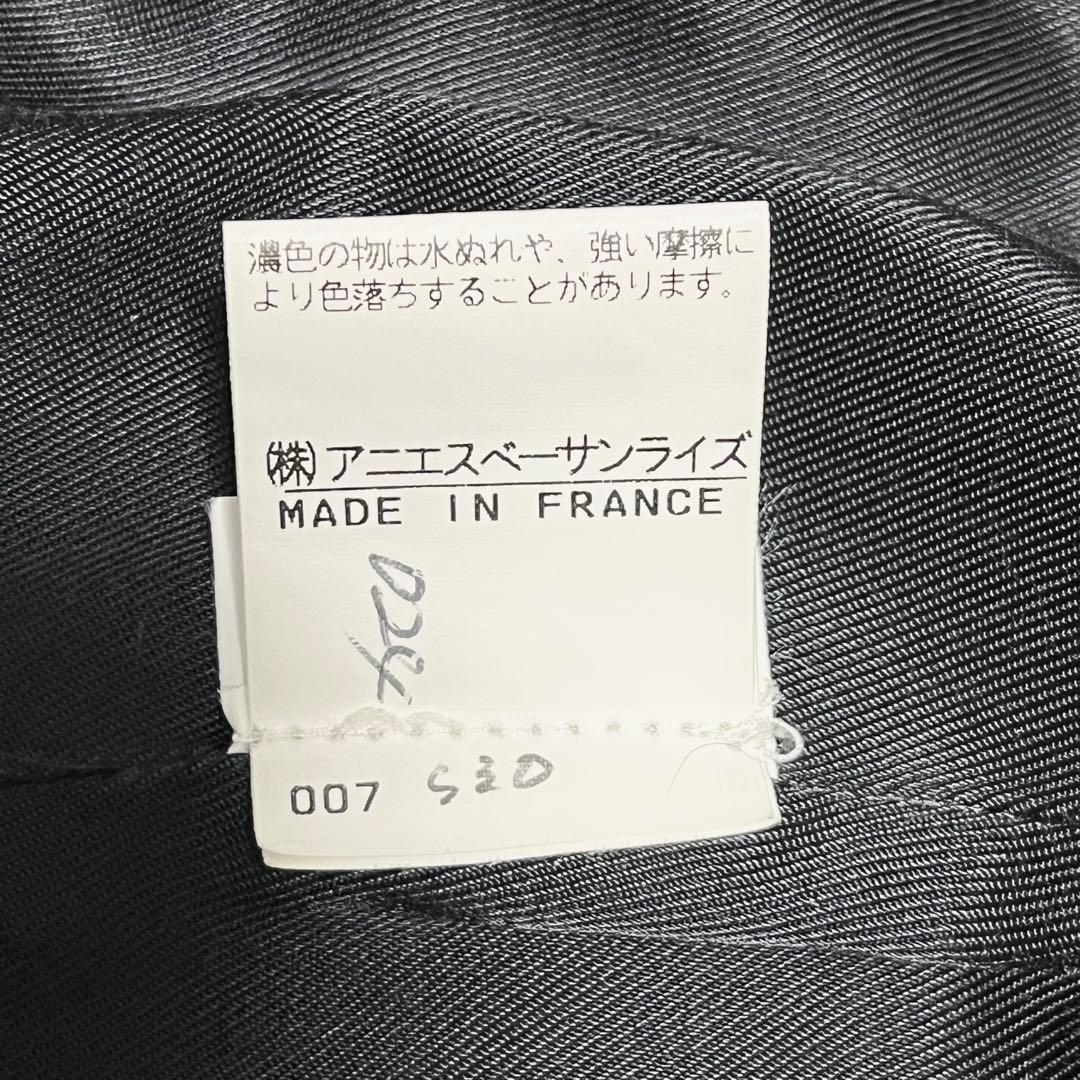 濃色の物は水ぬれや、強い摩擦に
より色落ちすることがあります。
(株)アニエスベーサンライズ
MADE IN FRANCE
024
007